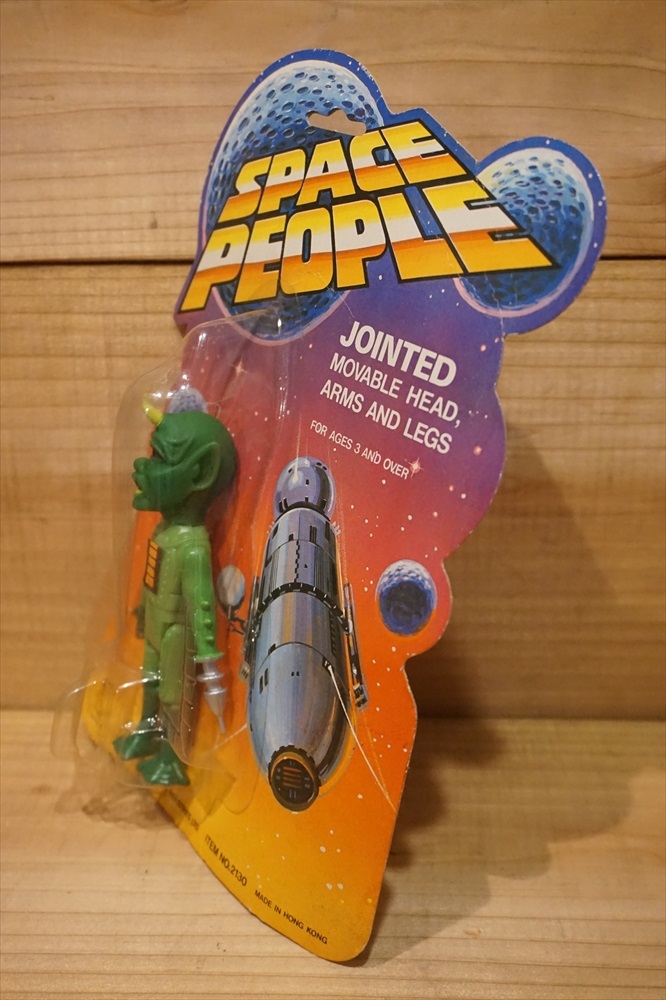 SPACE
PEOPLE
JOINTED
MOVABLE HEAD,
ARMS AND LEGS
FOR AGES 3 AND OVER
ITEM NO.2130
MADE IN HONG KONG